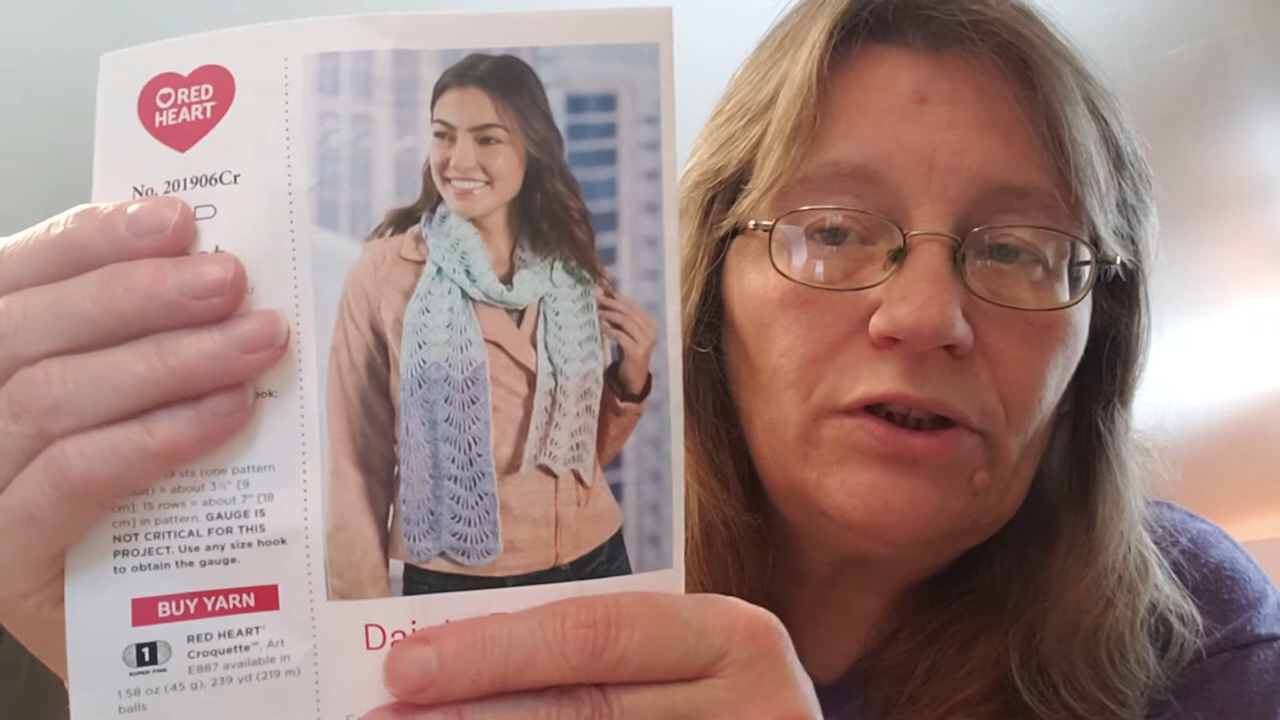 RED
HEART
No. 201906Cr
sts (one pattern
= about 3½" [9
cm]; 15 rows = about 7" [18
cm] in pattern. GAUGE IS
NOT CRITICAL FOR THIS
PROJECT. Use any size hook
to obtain the gauge.
BUY YARN
1
SUPER FINE
RED HEART®
Croquette™, Art
E887 available in
1.58 oz (45 g), 239 yd (219 m)
balls